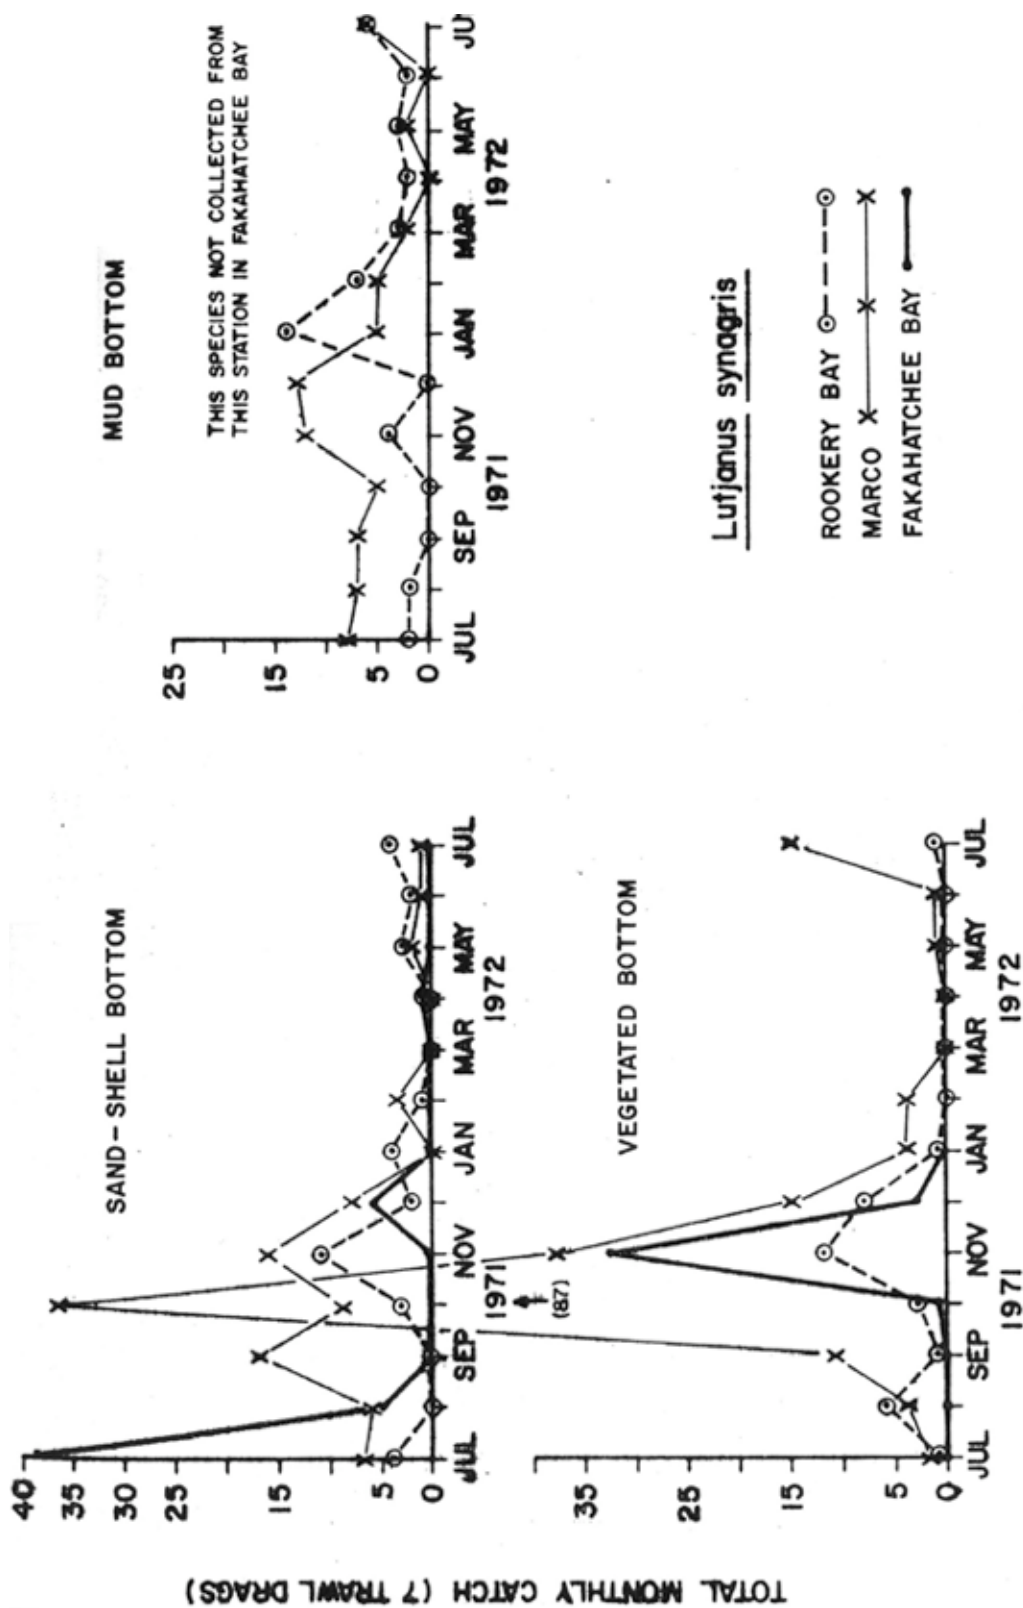 TOTAL MONTHLY CATCH (7 TRAWL DRAGS)
SAND-SHELL BOTTOM
40
35
30
25
15
5
0
JUL SEP NOV JAN MAR MAY JUL
1971 1972
(87)
VEGETATED BOTTOM
35
25
15
5
0
JUL SEP NOV JAN MAR MAY JUL
1971 1972
MUD BOTTOM
THIS SPECIES NOT COLLECTED FROM
THIS STATION IN FAKAHATCHEE BAY
25
15
5
0
JUL SEP NOV JAN MAR MAY JU
1971 1972
Lutjanus synagris
ROOKERY BAY
MARCO
FAKAHATCHEE BAY